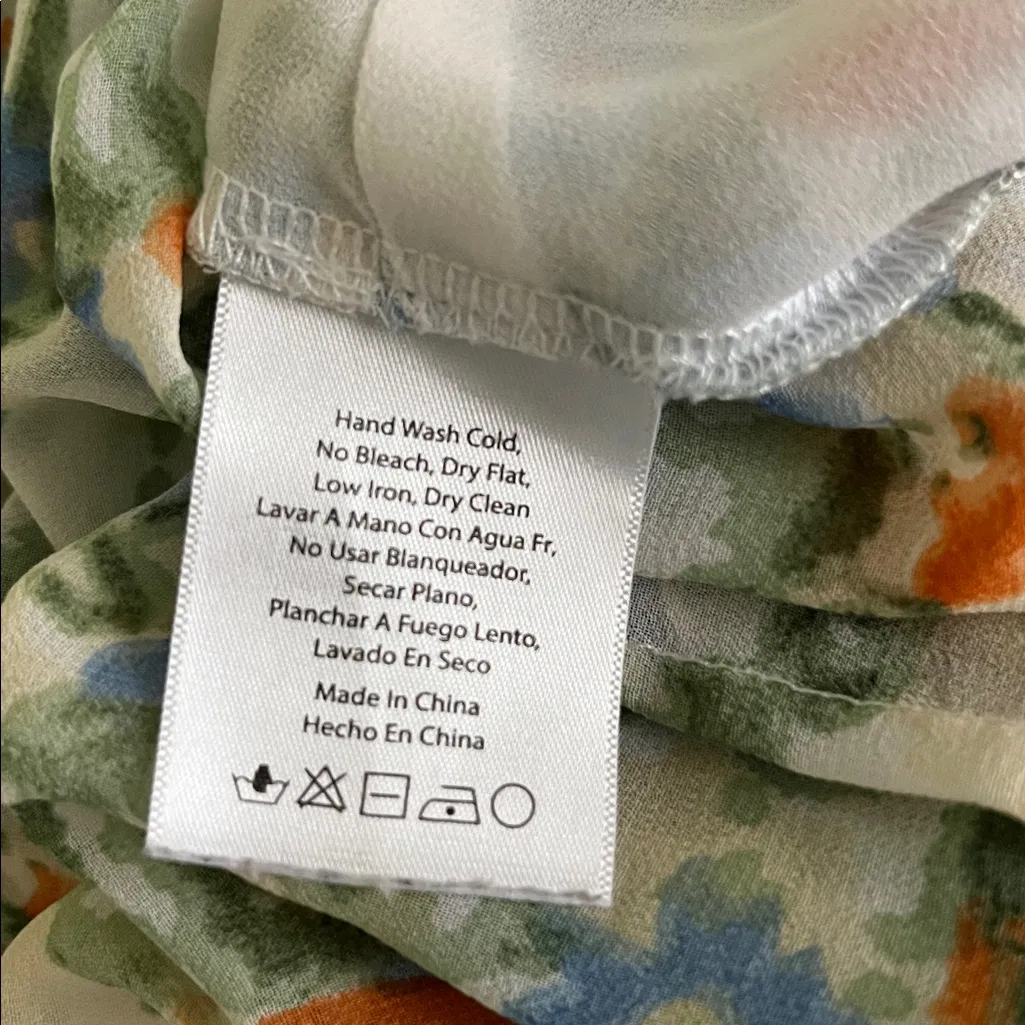 Hand Wash Cold,
No Bleach, Dry Flat,
Low Iron, Dry Clean
Lavar A Mano Con Agua Fr,
No Usar Blanqueador,
Secar Plano,
Planchar A Fuego Lento,
Lavado En Seco
Made In China
Hecho En China